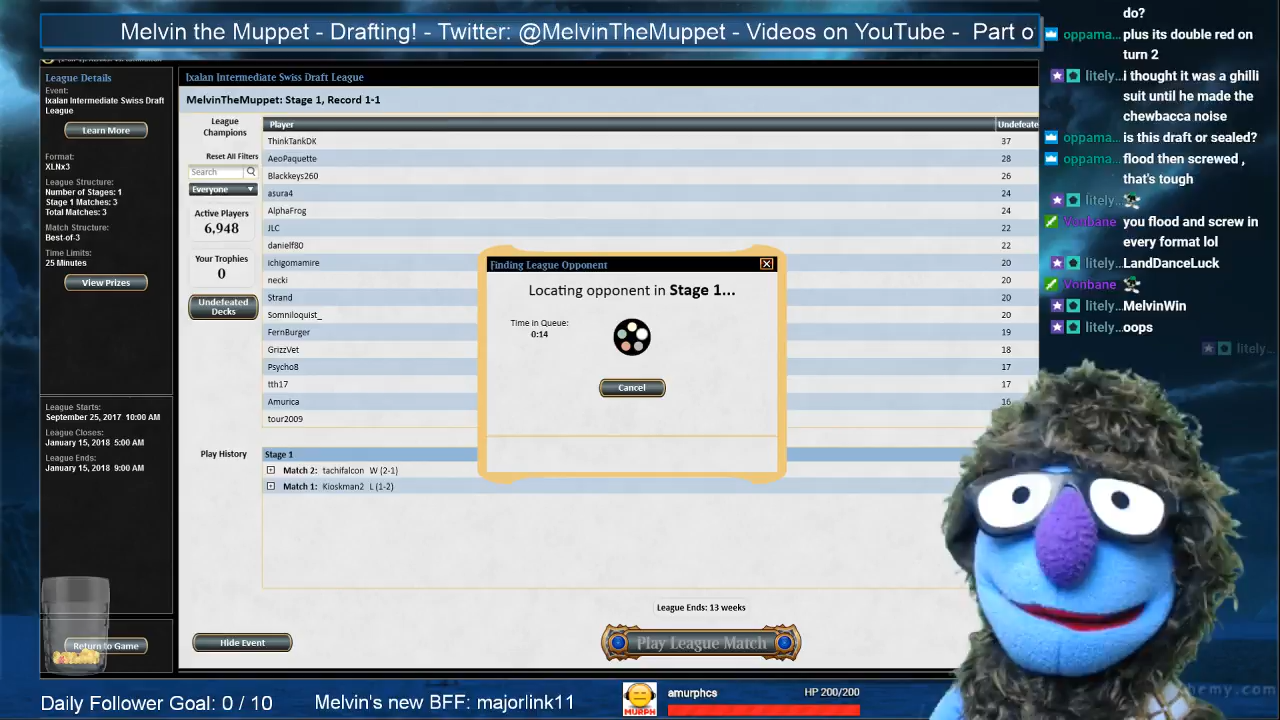 Melvin the Muppet - Drafting! - Twitter: @MelvinTheMuppet - Videos on YouTube - Part o
League Details
Event:
Ixalan Intermediate Swiss Draft
League
Learn More
Format:
XLNx3
League Structure:
Number of Stages: 1
Stage 1 Matches: 3
Total Matches: 3
Match Structure:
Best-of-3
Time Limits:
25 Minutes
View Prizes
League Starts:
September 25, 2017 10:00 AM
League Closes:
January 15, 2018 5:00 AM
League Ends:
January 15, 2018 9:00 AM
Return to Game
Ixalan Intermediate Swiss Draft League
MelvinTheMuppet: Stage 1, Record 1-1
League
Champions
Reset All Filters
Search
Everyone
Active Players
6,948
Your Trophies
0
Undefeated
Decks
Player Undefeate
ThinkTankDK 37
AeoPaquette 28
Blackkeys260 26
asura4 24
AlphaFrog 24
JLC 22
danielf80 22
ichigomamire 20
necki 20
Strand 20
Somniloquist_ 20
FernBurger 19
GrizzVet 18
Psycho8 17
tth17 17
Amurica 16
tour2009
Finding League Opponent
Locating opponent in Stage 1...
Time in Queue:
0:14
Cancel
Play History
Stage 1
Match 2: tachifalcon W (2-1)
Match 1: Kioskman2 L (1-2)
League Ends: 13 weeks
Hide Event
Play League Match
do?
oppama... plus its double red on
turn 2
litely... i thought it was a ghilli
suit until he made the
chewbacca noise
oppama... is this draft or sealed?
oppama... flood then screwed ,
that's tough
litely...
Vonbane you flood and screw in
every format lol
litely... LandDanceLuck
Vonbane
litely... MelvinWin
litely... oops
litely...
Daily Follower Goal: 0 / 10
Melvin's new BFF: majorlink11
MURPH
amurphcs
HP 200/200
hemy.com